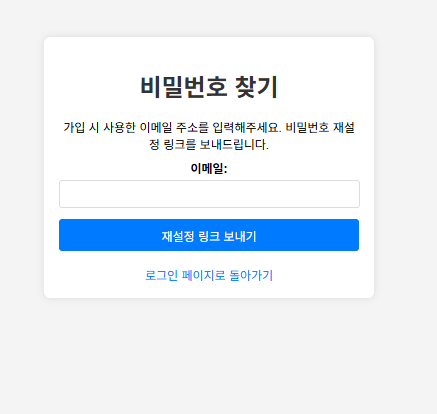 비밀번호 찾기
가입 시 사용한 이메일 주소를 입력해주세요. 비밀번호 재설
정 링크를 보내드립니다.
이메일:
재설정 링크 보내기
로그인 페이지로 돌아가기